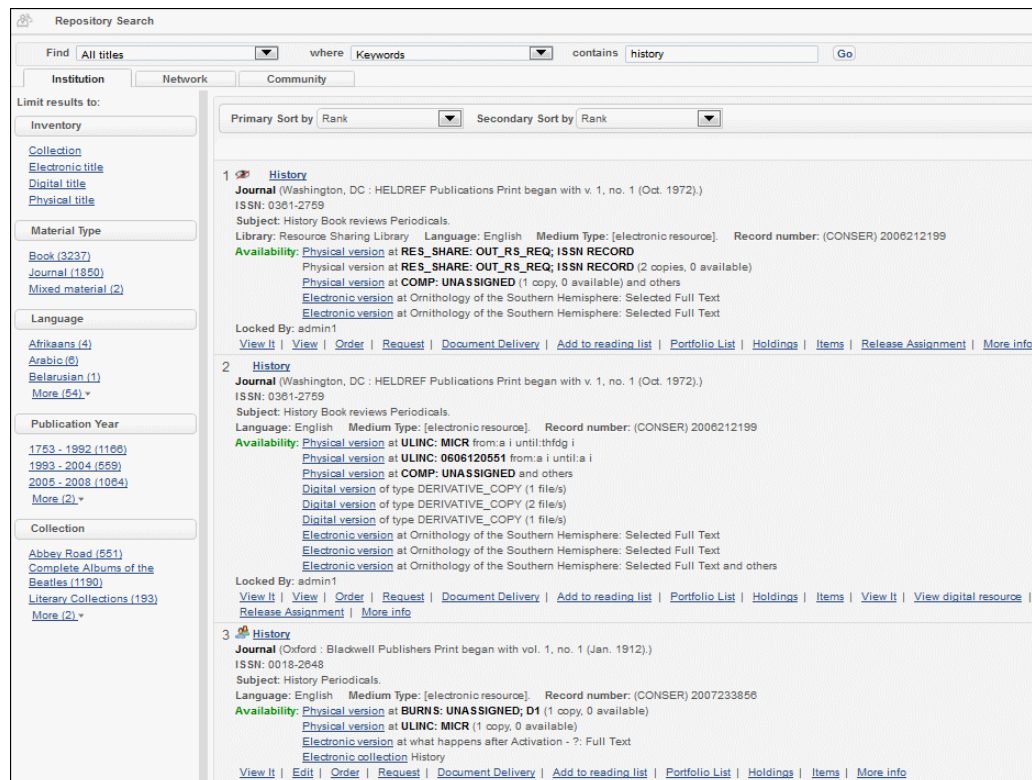 Repository Search
Find All titles where Keywords contains history Go
Institution Network Community
Limit results to:
Inventory
Collection
Electronic title
Digital title
Physical title
Material Type
Book (3237)
Journal (1850)
Mixed material (2)
Language
Afrikaans (4)
Arabic (6)
Belarusian (1)
More (54)
Publication Year
1753 - 1992 (1166)
1993 - 2004 (559)
2005 - 2008 (1064)
More (2)
Collection
Abbey Road (551)
Complete Albums of the
Beatles (1190)
Literary Collections (193)
More (2)
Primary Sort by Rank Secondary Sort by Rank
1 History
Journal (Washington, DC : HELDREF Publications Print began with v. 1, no. 1 (Oct. 1972).)
ISSN: 0361-2759
Subject: History Book reviews Periodicals.
Library: Resource Sharing Library Language: English Medium Type: [electronic resource]. Record number: (CONSER) 2006212199
Availability: Physical version at RES_SHARE: OUT_RS_REQ; ISSN RECORD
Physical version at RES_SHARE: OUT_RS_REQ; ISSN RECORD (2 copies, 0 available)
Physical version at COMP: UNASSIGNED (1 copy, 0 available) and others
Electronic version at Ornithology of the Southern Hemisphere: Selected Full Text
Electronic version at Ornithology of the Southern Hemisphere: Selected Full Text
Locked By: admin1
View It | View | Order | Request | Document Delivery | Add to reading list | Portfolio List | Holdings | Items | Release Assignment | More info
2 History
Journal (Washington, DC : HELDREF Publications Print began with v. 1, no. 1 (Oct. 1972).)
ISSN: 0361-2759
Subject: History Book reviews Periodicals.
Language: English Medium Type: [electronic resource]. Record number: (CONSER) 2006212199
Availability: Physical version at ULINC: MICR from:a i until:thfdg i
Physical version at ULINC: 0606120551 from:a i until:a i
Physical version at COMP: UNASSIGNED and others
Digital version of type DERIVATIVE_COPY (1 file/s)
Digital version of type DERIVATIVE_COPY (2 file/s)
Digital version of type DERIVATIVE_COPY (1 file/s)
Electronic version at Ornithology of the Southern Hemisphere: Selected Full Text
Electronic version at Ornithology of the Southern Hemisphere: Selected Full Text
Electronic version at Ornithology of the Southern Hemisphere: Selected Full Text and others
Locked By: admin1
View It | View | Order | Request | Document Delivery | Add to reading list | Portfolio List | Holdings | Items | View It | View digital resource |
Release Assignment | More info
3 History
Journal (Oxford : Blackwell Publishers Print began with vol. 1, no. 1 (Jan. 1912).)
ISSN: 0018-2648
Subject: History Periodicals.
Language: English Medium Type: [electronic resource]. Record number: (CONSER) 2007233856
Availability: Physical version at BURNS: UNASSIGNED; D1 (1 copy, 0 available)
Physical version at ULINC: MICR (1 copy, 0 available)
Electronic version at what happens after Activation - ?: Full Text
Electronic collection History
View It | Edit | Order | Request | Document Delivery | Add to reading list | Portfolio List | Holdings | Items | More info